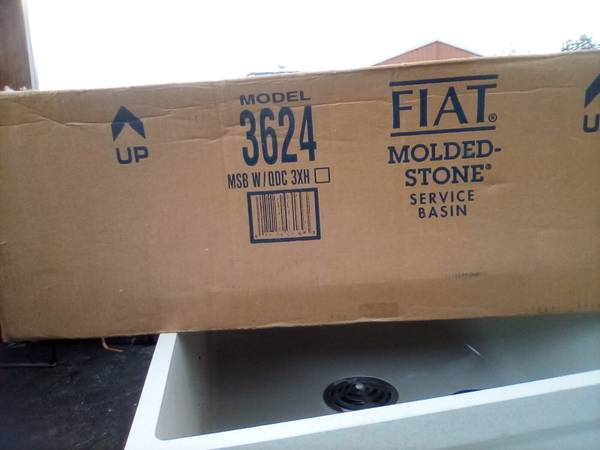 UP
MODEL
3624
MSB W/QDC 3XH
FIAT®
MOLDED-
STONE®
SERVICE
BASIN
U